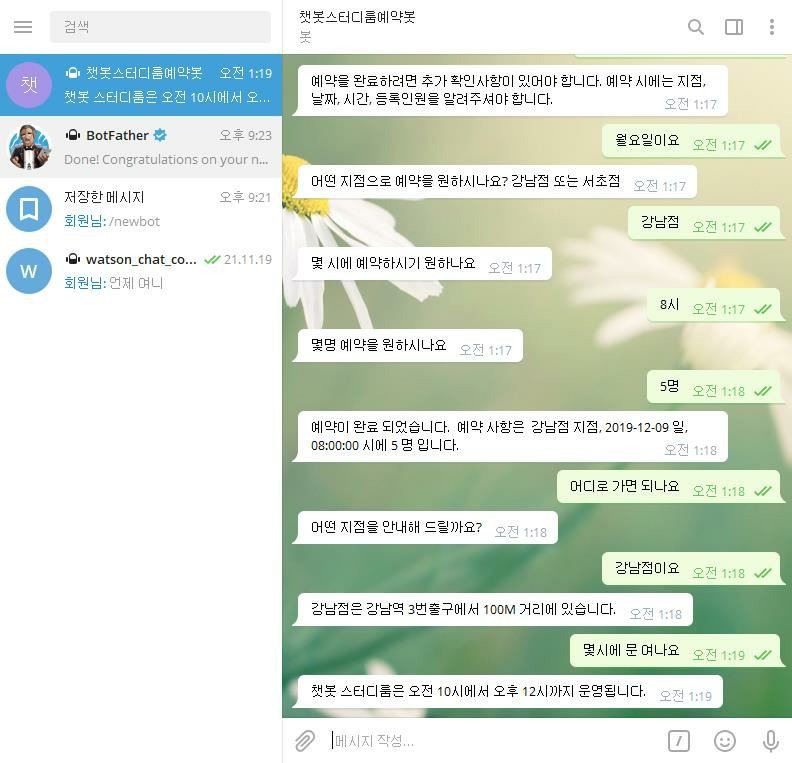 검색
챗봇스터디룸예약봇 오전 1:19
챗봇 스터디룸은 오전 10시에서 오...
BotFather 오후 9:23
Done! Congratulations on your n...
저장한 메시지 오후 9:21
회원님: /newbot
watson_chat_co... 21.11.19
회원님: 언제 여니
챗
W
챗봇스터디룸예약봇
봇
예약을 완료하려면 추가 확인사항이 있어야 합니다. 예약 시에는 지점,
날짜, 시간, 등록인원을 알려주셔야 합니다. 오전 1:17
월요일이요 오전 1:17
어떤 지점으로 예약을 원하시나요? 강남점 또는 서초점 오전 1:17
강남점 오전 1:17
몇 시에 예약하시기 원하나요 오전 1:17
8시 오전 1:17
몇명 예약을 원하시나요 오전 1:17
5명 오전 1:18
예약이 완료 되었습니다. 예약 사항은 강남점 지점, 2019-12-09 일,
08:00:00 시에 5 명 입니다. 오전 1:18
어디로 가면 되나요 오전 1:18
어떤 지점을 안내해 드릴까요? 오전 1:18
강남점이요 오전 1:18
강남점은 강남역 3번출구에서 100M 거리에 있습니다. 오전 1:18
몇시에 문 여나요 오전 1:19
챗봇 스터디룸은 오전 10시에서 오후 12시까지 운영됩니다. 오전 1:19
메시지 작성...